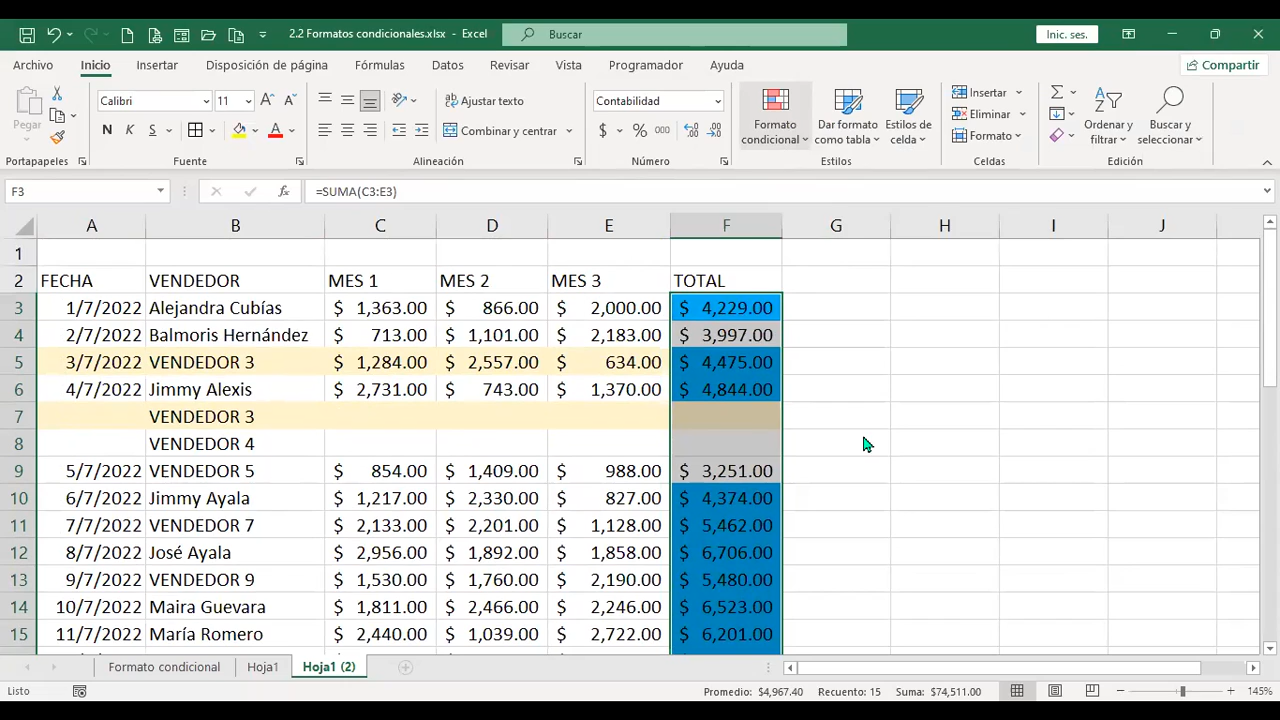 2.2 Formatos condicionales.xlsx - Excel
Buscar
Inic. ses.
Archivo Inicio Insertar Disposición de página Fórmulas Datos Revisar Vista Programador Ayuda Compartir
Pegar
Calibri 11
N K S
Ajustar texto
Combinar y centrar
Contabilidad
$ % 000
Formato condicional
Dar formato como tabla
Estilos de celda
Insertar
Eliminar
Formato
Ordenar y filtrar
Buscar y seleccionar
Portapapeles Fuente Alineación Número Estilos Celdas Edición
F3 fx =SUMA(C3:E3)
A B C D E F G H I J
1
2 FECHA VENDEDOR MES 1 MES 2 MES 3 TOTAL
3 1/7/2022 Alejandra Cubías $ 1,363.00 $ 866.00 $ 2,000.00 $ 4,229.00
4 2/7/2022 Balmoris Hernández $ 713.00 $ 1,101.00 $ 2,183.00 $ 3,997.00
5 3/7/2022 VENDEDOR 3 $ 1,284.00 $ 2,557.00 $ 634.00 $ 4,475.00
6 4/7/2022 Jimmy Alexis $ 2,731.00 $ 743.00 $ 1,370.00 $ 4,844.00
7 VENDEDOR 3
8 VENDEDOR 4
9 5/7/2022 VENDEDOR 5 $ 854.00 $ 1,409.00 $ 988.00 $ 3,251.00
10 6/7/2022 Jimmy Ayala $ 1,217.00 $ 2,330.00 $ 827.00 $ 4,374.00
11 7/7/2022 VENDEDOR 7 $ 2,133.00 $ 2,201.00 $ 1,128.00 $ 5,462.00
12 8/7/2022 José Ayala $ 2,956.00 $ 1,892.00 $ 1,858.00 $ 6,706.00
13 9/7/2022 VENDEDOR 9 $ 1,530.00 $ 1,760.00 $ 2,190.00 $ 5,480.00
14 10/7/2022 Maira Guevara $ 1,811.00 $ 2,466.00 $ 2,246.00 $ 6,523.00
15 11/7/2022 María Romero $ 2,440.00 $ 1,039.00 $ 2,722.00 $ 6,201.00
Formato condicional Hoja1 Hoja1 (2)
Listo Promedio: $4,967.40 Recuento: 15 Suma: $74,511.00 145%